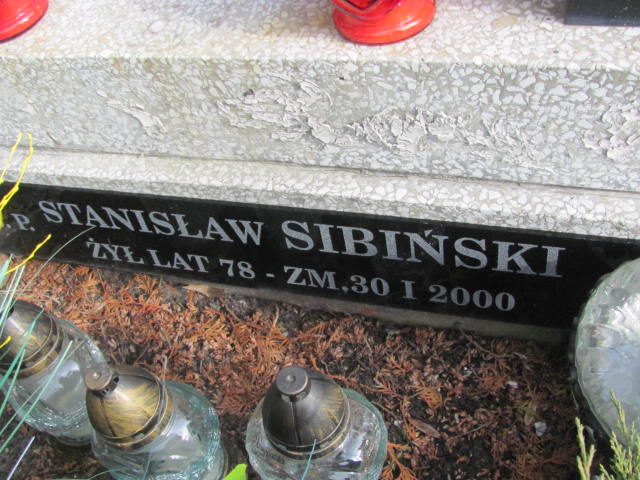 .P. STANISŁAW SIBIŃSKI
ŻYŁ LAT 78 - ZM. 30 I 2000